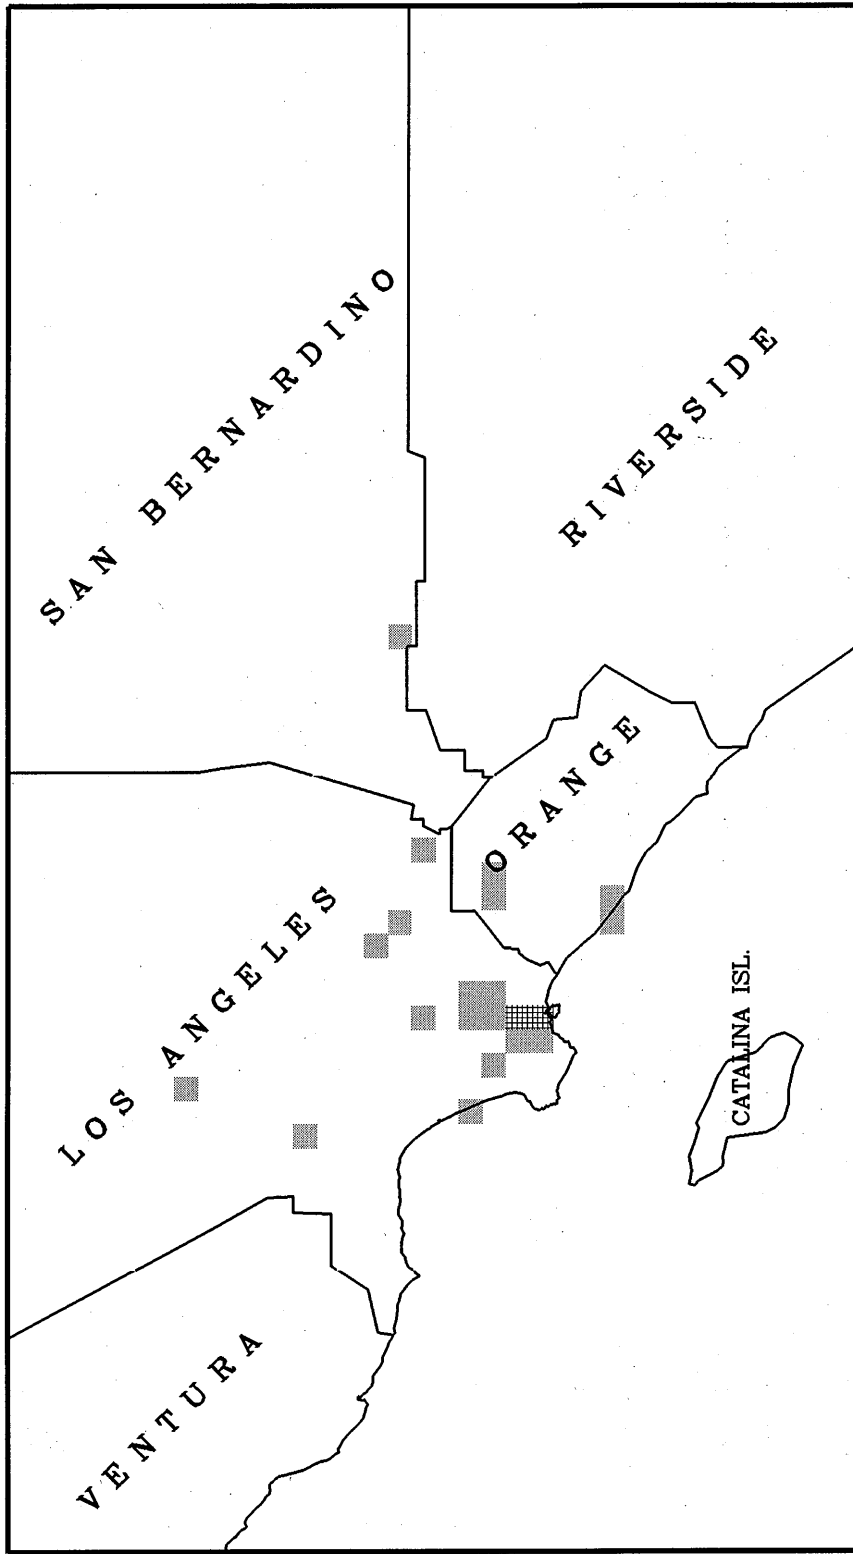 SAN BERNARDINO
RIVERSIDE
ORANGE
LOS ANGELES
CATALINA ISL.
VENTURA